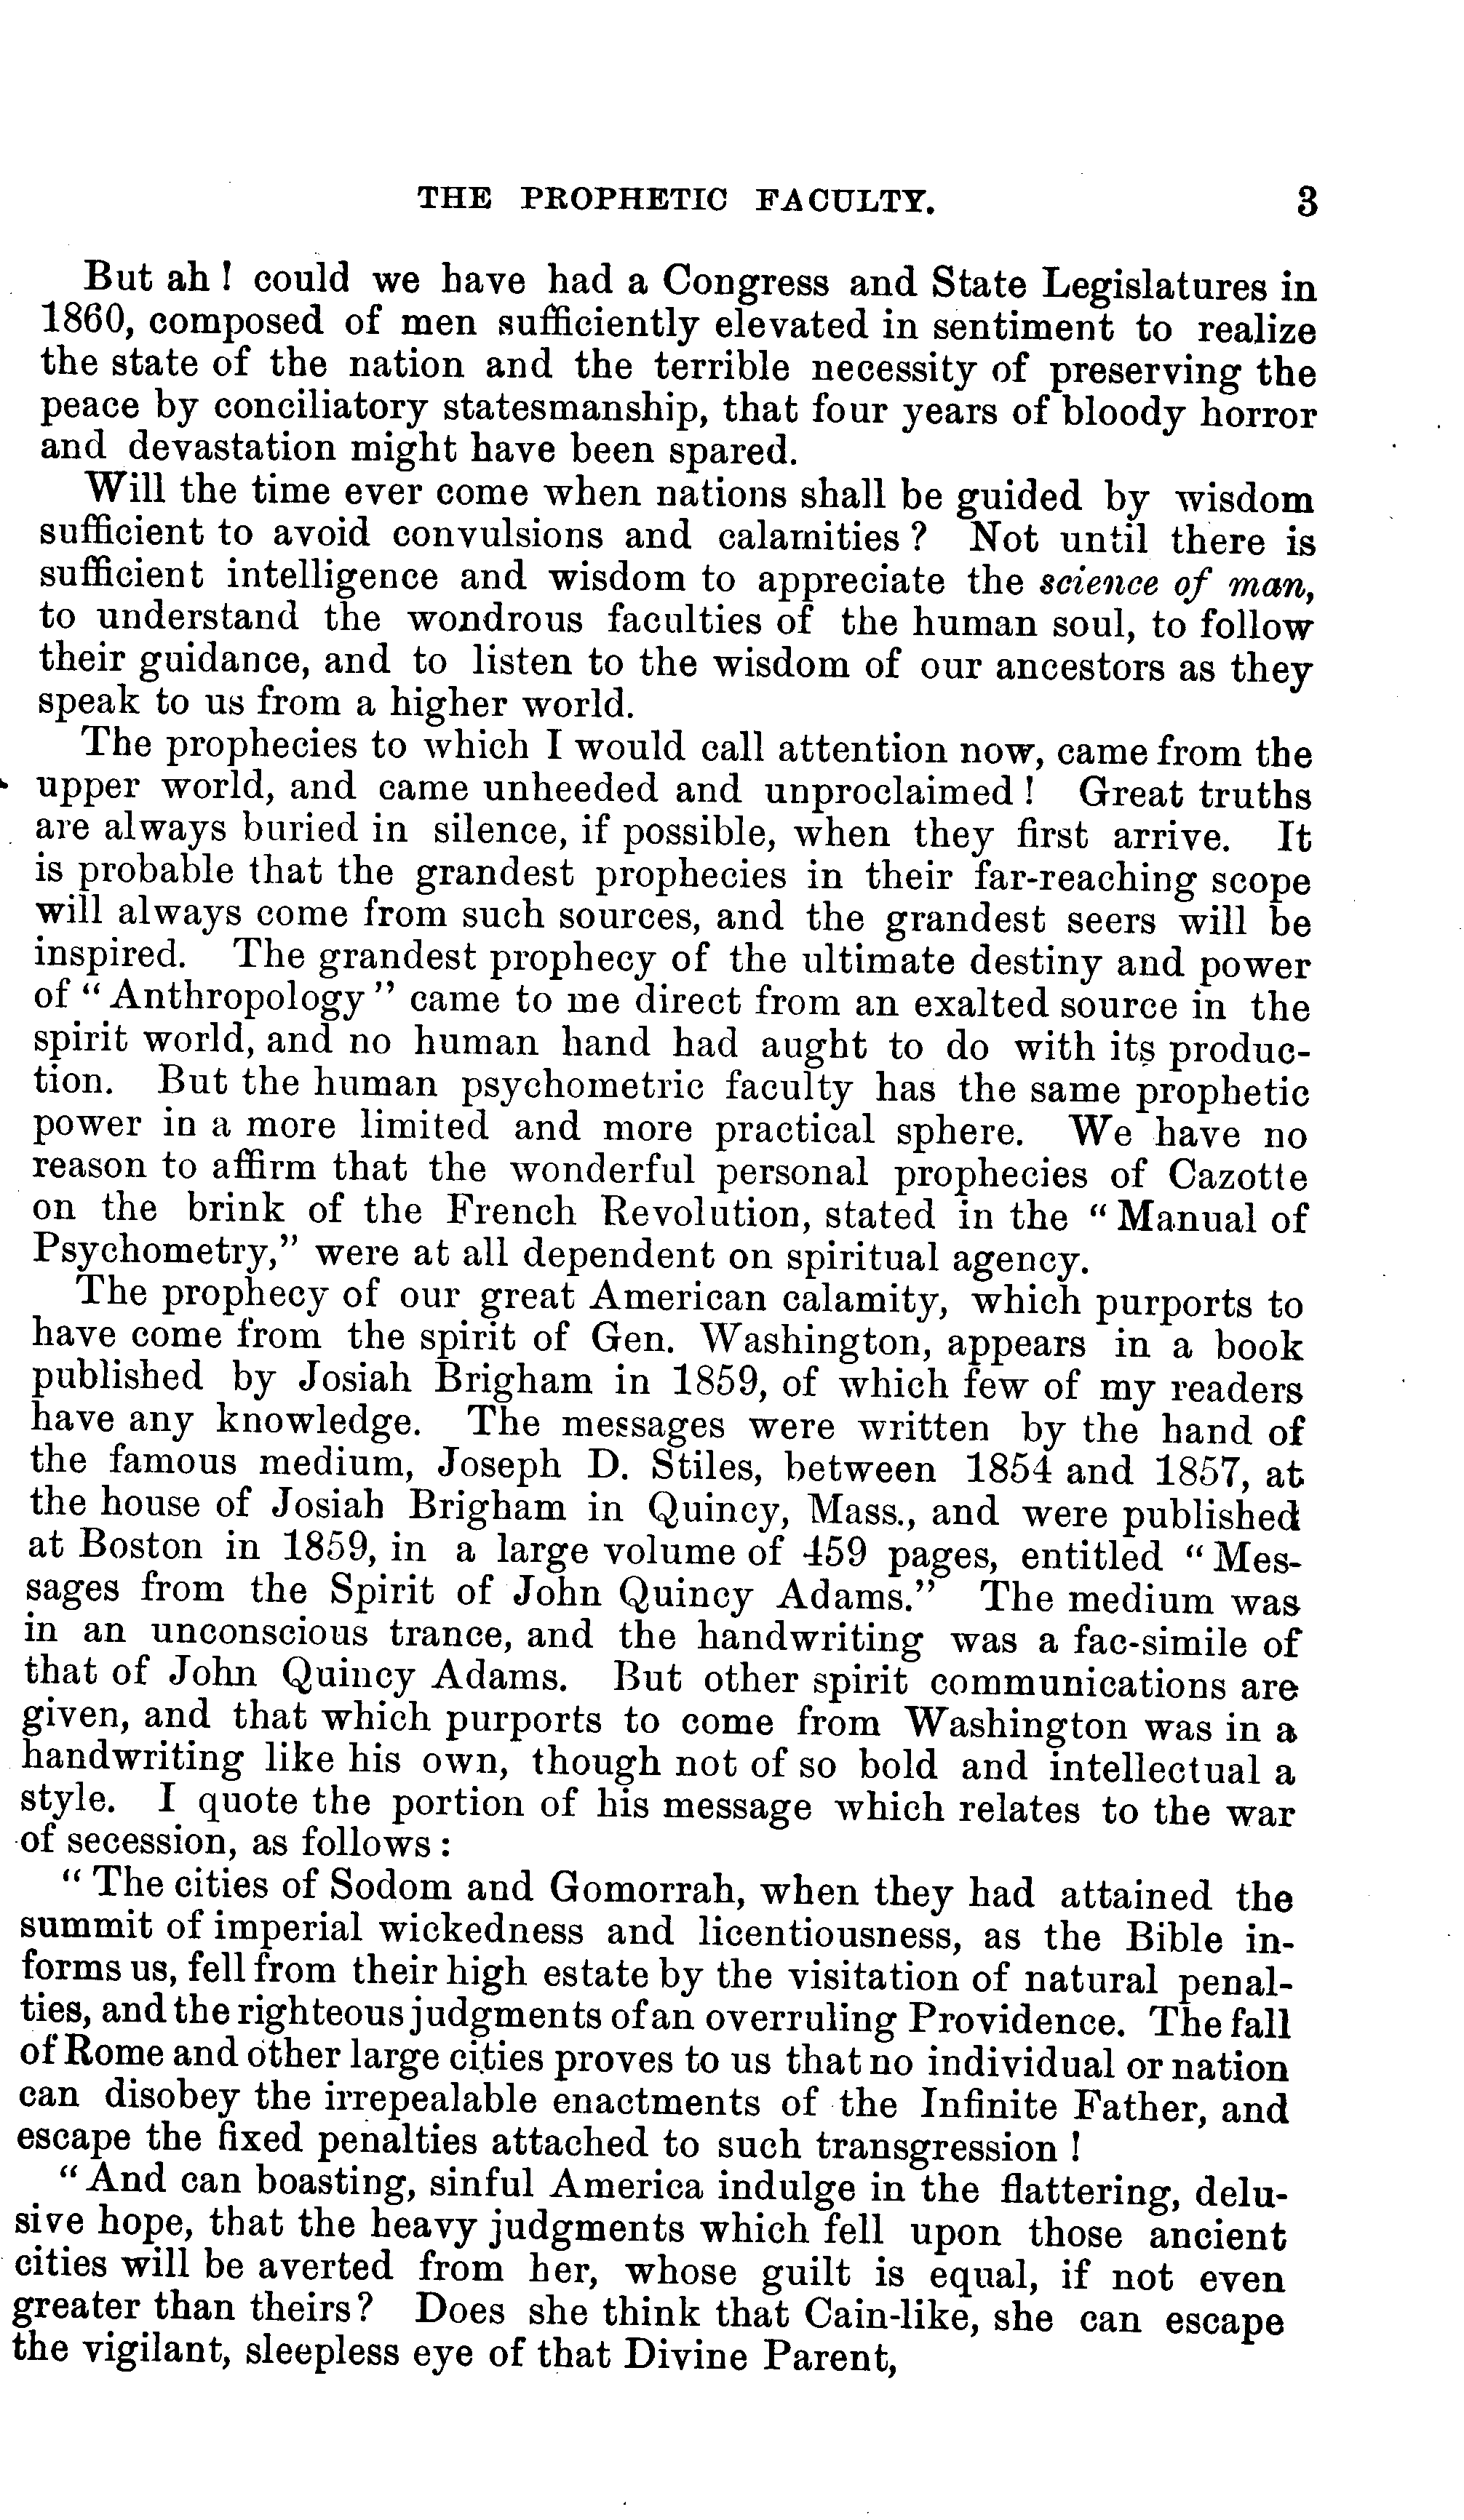 THE PROPHETIC FACULTY. 3
But ah! could we have had a Congress and State Legislatures in
1860, composed of men sufficiently elevated in sentiment to realize
the state of the nation and the terrible necessity of preserving the
peace by conciliatory statesmanship, that four years of bloody horror
and devastation might have been spared.
Will the time ever come when nations shall be guided by wisdom
sufficient to avoid convulsions and calamities? Not until there is
sufficient intelligence and wisdom to appreciate the science of man,
to understand the wondrous faculties of the human soul, to follow
their guidance, and to listen to the wisdom of our ancestors as they
speak to us from a higher world.
The prophecies to which I would call attention now, came from the
upper world, and came unheeded and unproclaimed! Great truths
are always buried in silence, if possible, when they first arrive. It
is probable that the grandest prophecies in their far-reaching scope
will always come from such sources, and the grandest seers will be
inspired. The grandest prophecy of the ultimate destiny and power
of "Anthropology" came to me direct from an exalted source in the
spirit world, and no human hand had aught to do with its produc-
tion. But the human psychometric faculty has the same prophetic
power in a more limited and more practical sphere. We have no
reason to affirm that the wonderful personal prophecies of Cazotte
on the brink of the French Revolution, stated in the "Manual of
Psychometry," were at all dependent on spiritual agency.
The prophecy of our great American calamity, which purports to
have come from the spirit of Gen. Washington, appears in a book
published by Josiah Brigham in 1859, of which few of my readers
have any knowledge. The messages were written by the hand of
the famous medium, Joseph D. Stiles, between 1854 and 1857, at
the house of Josiah Brigham in Quincy, Mass., and were published
at Boston in 1859, in a large volume of 459 pages, entitled "Mes-
sages from the Spirit of John Quincy Adams." The medium was
in an unconscious trance, and the handwriting was a fac-simile of
that of John Quincy Adams. But other spirit communications are
given, and that which purports to come from Washington was in a
handwriting like his own, though not of so bold and intellectual a
style. I quote the portion of his message which relates to the war
of secession, as follows:
"The cities of Sodom and Gomorrah, when they had attained the
summit of imperial wickedness and licentiousness, as the Bible in-
forms us, fell from their high estate by the visitation of natural penal-
ties, and the righteous judgments of an overruling Providence. The fall
of Rome and other large cities proves to us that no individual or nation
can disobey the irrepealable enactments of the Infinite Father, and
escape the fixed penalties attached to such transgression!
"And can boasting, sinful America indulge in the flattering, delu-
sive hope, that the heavy judgments which fell upon those ancient
cities will be averted from her, whose guilt is equal, if not even
greater than theirs? Does she think that Cain-like, she can escape
the vigilant, sleepless eye of that Divine Parent,